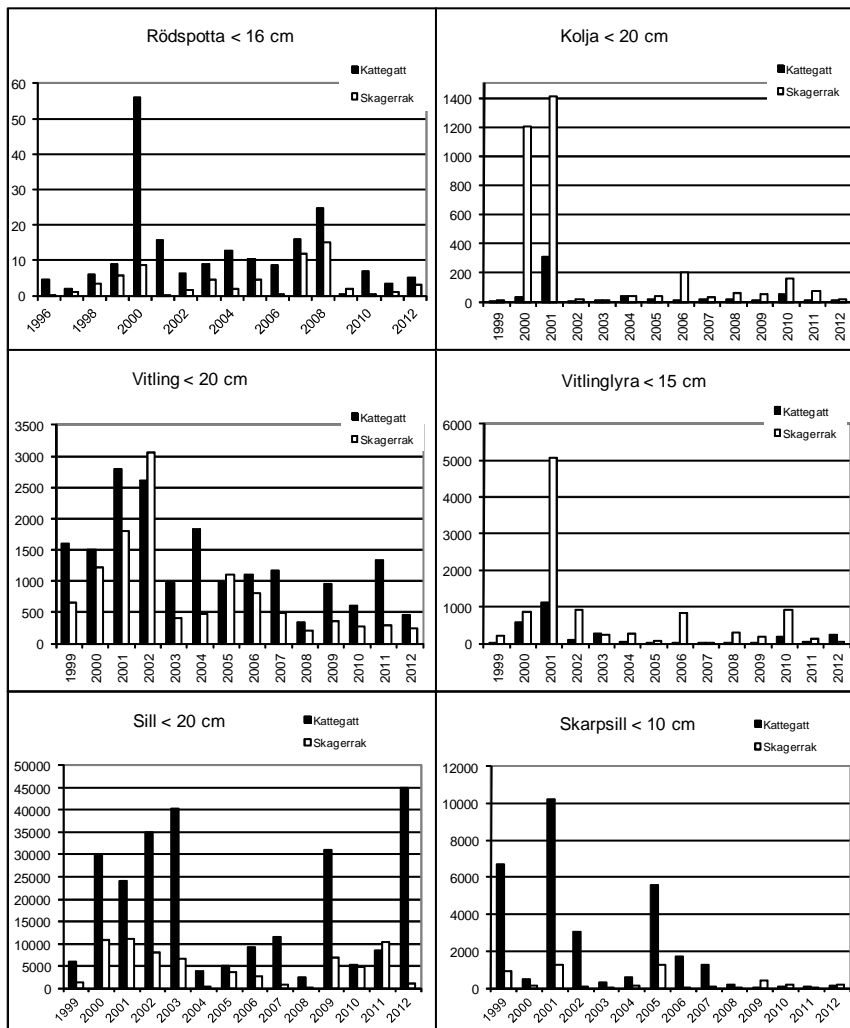 Rödspotta < 16 cm
Kattegatt
Skagerrak
60
50
40
30
20
10
0
1996 1998 2000 2002 2004 2006 2008 2010 2012
Kolja < 20 cm
Kattegatt
Skagerrak
1400
1200
1000
800
600
400
200
0
1999 2000 2001 2002 2003 2004 2005 2006 2007 2008 2009 2010 2011 2012
Vitling < 20 cm
Kattegatt
Skagerrak
3500
3000
2500
2000
1500
1000
500
0
1999 2000 2001 2002 2003 2004 2005 2006 2007 2008 2009 2010 2011 2012
Vitlinglyra < 15 cm
Kattegatt
Skagerrak
6000
5000
4000
3000
2000
1000
0
1999 2000 2001 2002 2003 2004 2005 2006 2007 2008 2009 2010 2011 2012
Sill < 20 cm
Kattegatt
Skagerrak
50000
45000
40000
35000
30000
25000
20000
15000
10000
5000
0
1999 2000 2001 2002 2003 2004 2005 2006 2007 2008 2009 2010 2011 2012
Skarpsill < 10 cm
Kattegatt
Skagerrak
12000
10000
8000
6000
4000
2000
0
1999 2000 2001 2002 2003 2004 2005 2006 2007 2008 2009 2010 2011 2012